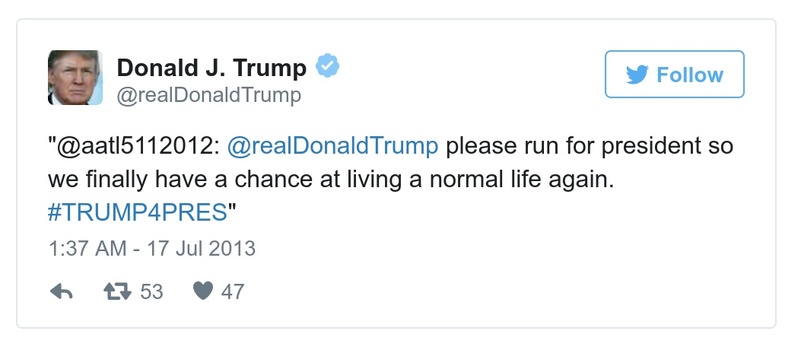 Donald J. Trump
@realDonaldTrump
Follow
"@aatl5112012: @realDonaldTrump please run for president so
we finally have a chance at living a normal life again.
#TRUMP4PRES"
1:37 AM - 17 Jul 2013
53 47